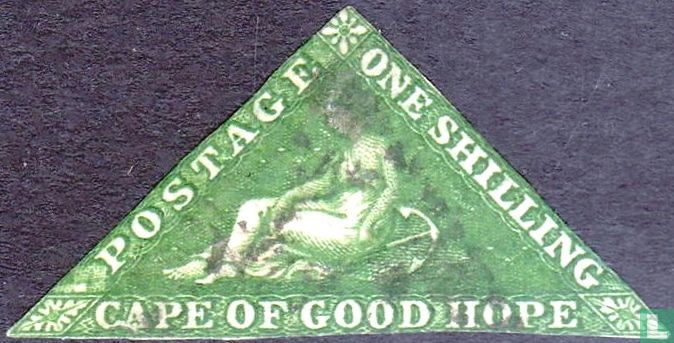 POSTAGE
ONE SHILLING
CAPE OF GOOD HOPE